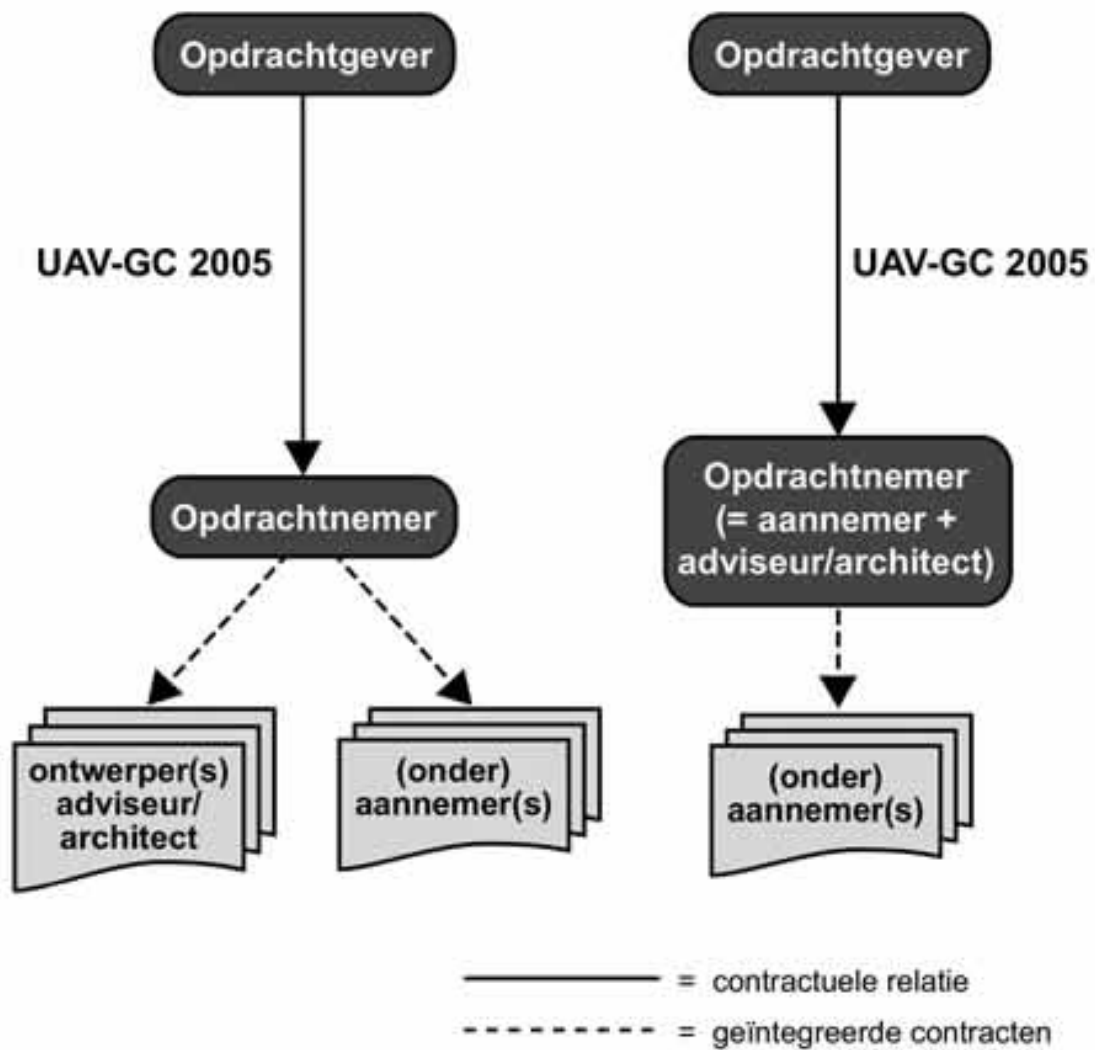 Opdrachtgever
UAV-GC 2005
Opdrachtnemer
ontwerper(s)
adviseur/
architect
(onder)
aannemer(s)
Opdrachtgever
UAV-GC 2005
Opdrachtnemer
(= aannemer +
adviseur/architect)
(onder)
aannemer(s)
= contractuele relatie
= geïntegreerde contracten